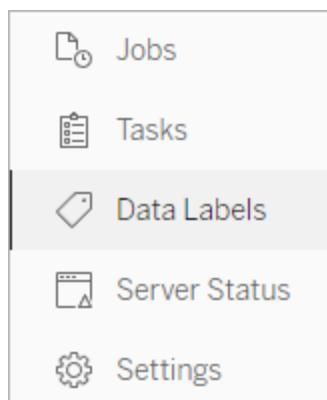 Jobs
Tasks
Data Labels
Server Status
Settings